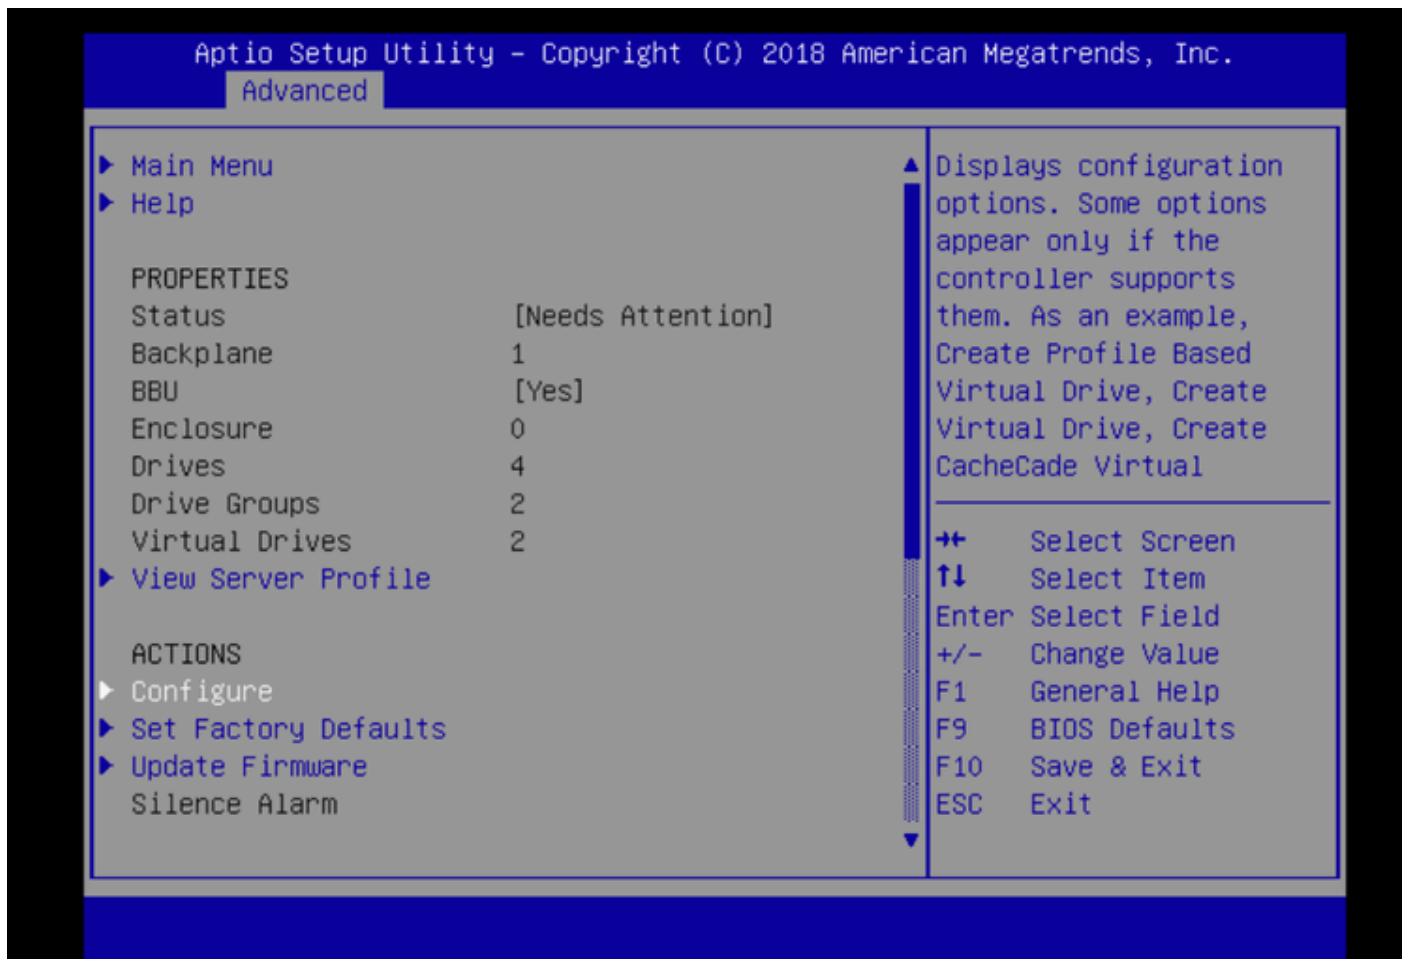 Aptio Setup Utility – Copyright (C) 2018 American Megatrends, Inc.
Advanced
Main Menu
Help
PROPERTIES
Status [Needs Attention]
Backplane 1
BBU [Yes]
Enclosure 0
Drives 4
Drive Groups 2
Virtual Drives 2
View Server Profile
ACTIONS
Configure
Set Factory Defaults
Update Firmware
Silence Alarm
Displays configuration
options. Some options
appear only if the
controller supports
them. As an example,
Create Profile Based
Virtual Drive, Create
Virtual Drive, Create
CacheCade Virtual
→← Select Screen
↑↓ Select Item
Enter Select Field
+/- Change Value
F1 General Help
F9 BIOS Defaults
F10 Save & Exit
ESC Exit